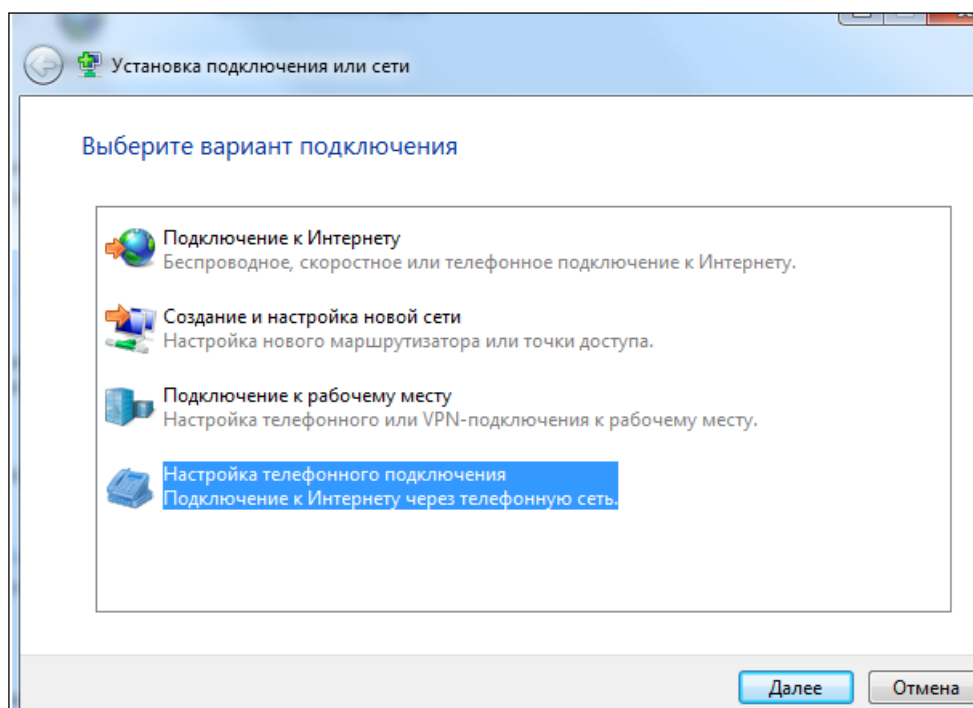 Установка подключения или сети
Выберите вариант подключения
Подключение к Интернету
Беспроводное, скоростное или телефонное подключение к Интернету.
Создание и настройка новой сети
Настройка нового маршрутизатора или точки доступа.
Подключение к рабочему месту
Настройка телефонного или VPN-подключения к рабочему месту.
Настройка телефонного подключения
Подключение к Интернету через телефонную сеть.
Далее
Отмена